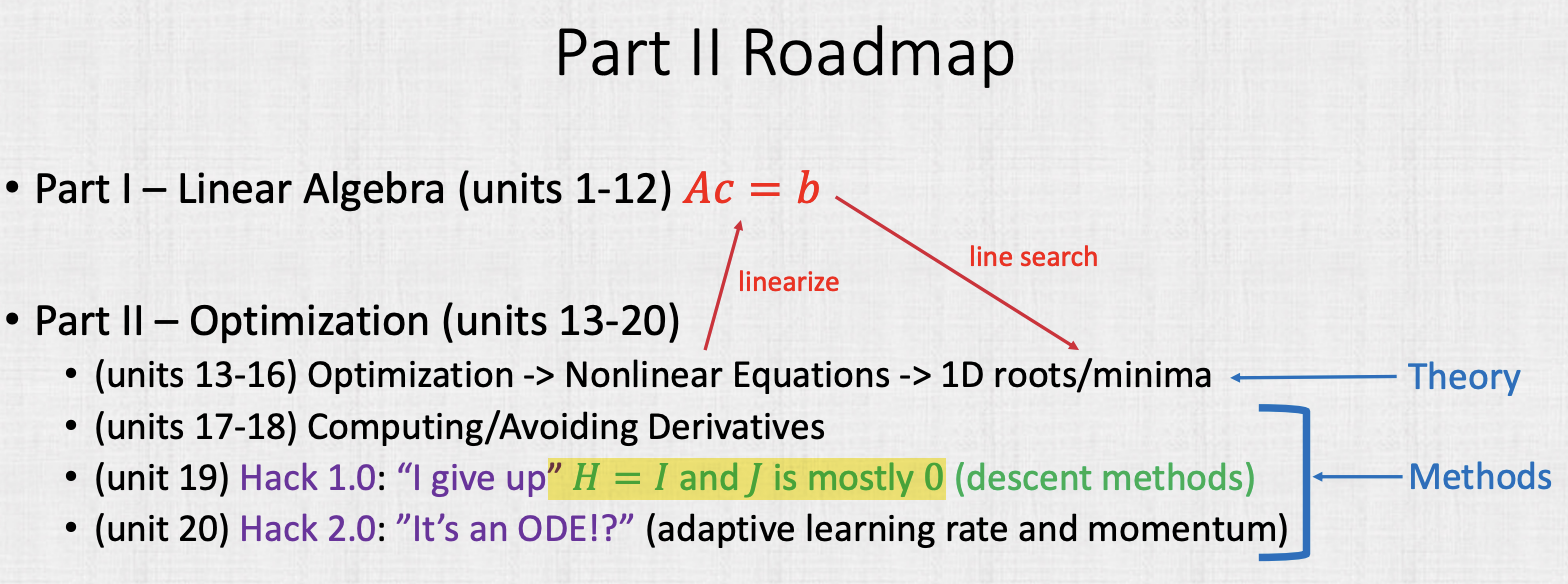 Part II Roadmap
• Part I – Linear Algebra (units 1-12) Ac = b
line search
linearize
• Part II – Optimization (units 13-20)
• (units 13-16) Optimization -> Nonlinear Equations -> 1D roots/minima
Theory
• (units 17-18) Computing/Avoiding Derivatives
• (unit 19) Hack 1.0: “I give up” H = I and J is mostly 0 (descent methods)
Methods
• (unit 20) Hack 2.0: ”It’s an ODE!?” (adaptive learning rate and momentum)